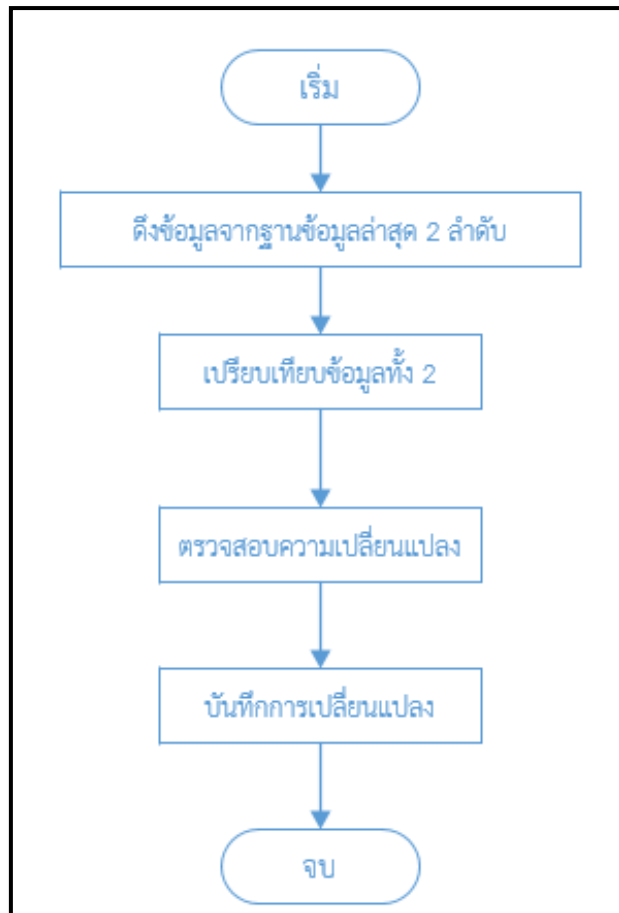 เริ่ม
ดึงข้อมูลจากฐานข้อมูลล่าสุด 2 ลำดับ
เปรียบเทียบข้อมูลทั้ง 2
ตรวจสอบความเปลี่ยนแปลง
บันทึกการเปลี่ยนแปลง
จบ